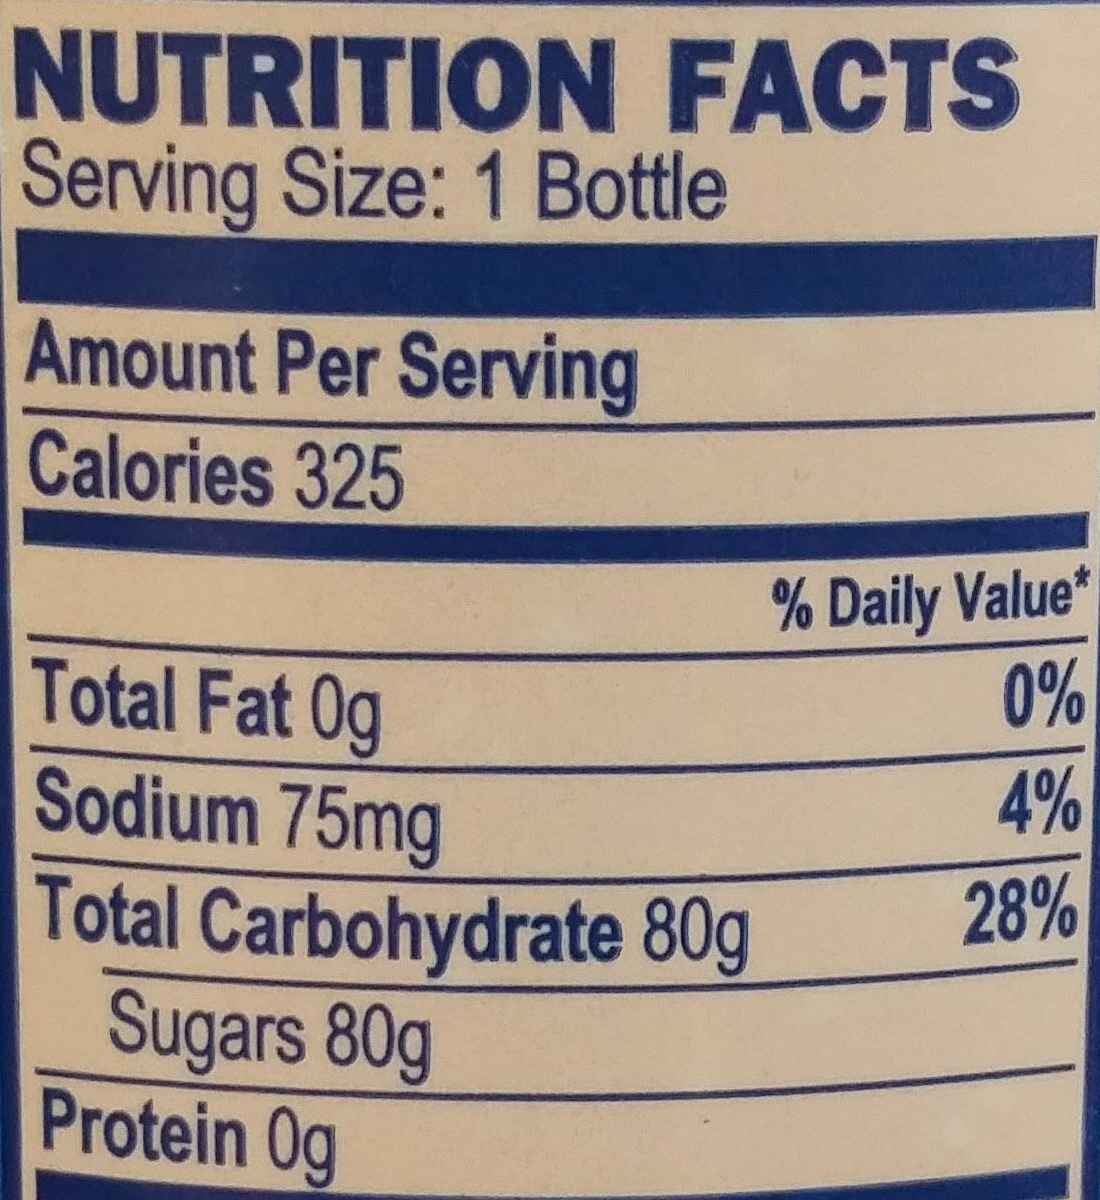 NUTRITION FACTS
Serving Size: 1 Bottle
Amount Per Serving
Calories 325
% Daily Value*
Total Fat 0g 0%
Sodium 75mg 4%
Total Carbohydrate 80g 28%
Sugars 80g
Protein 0g